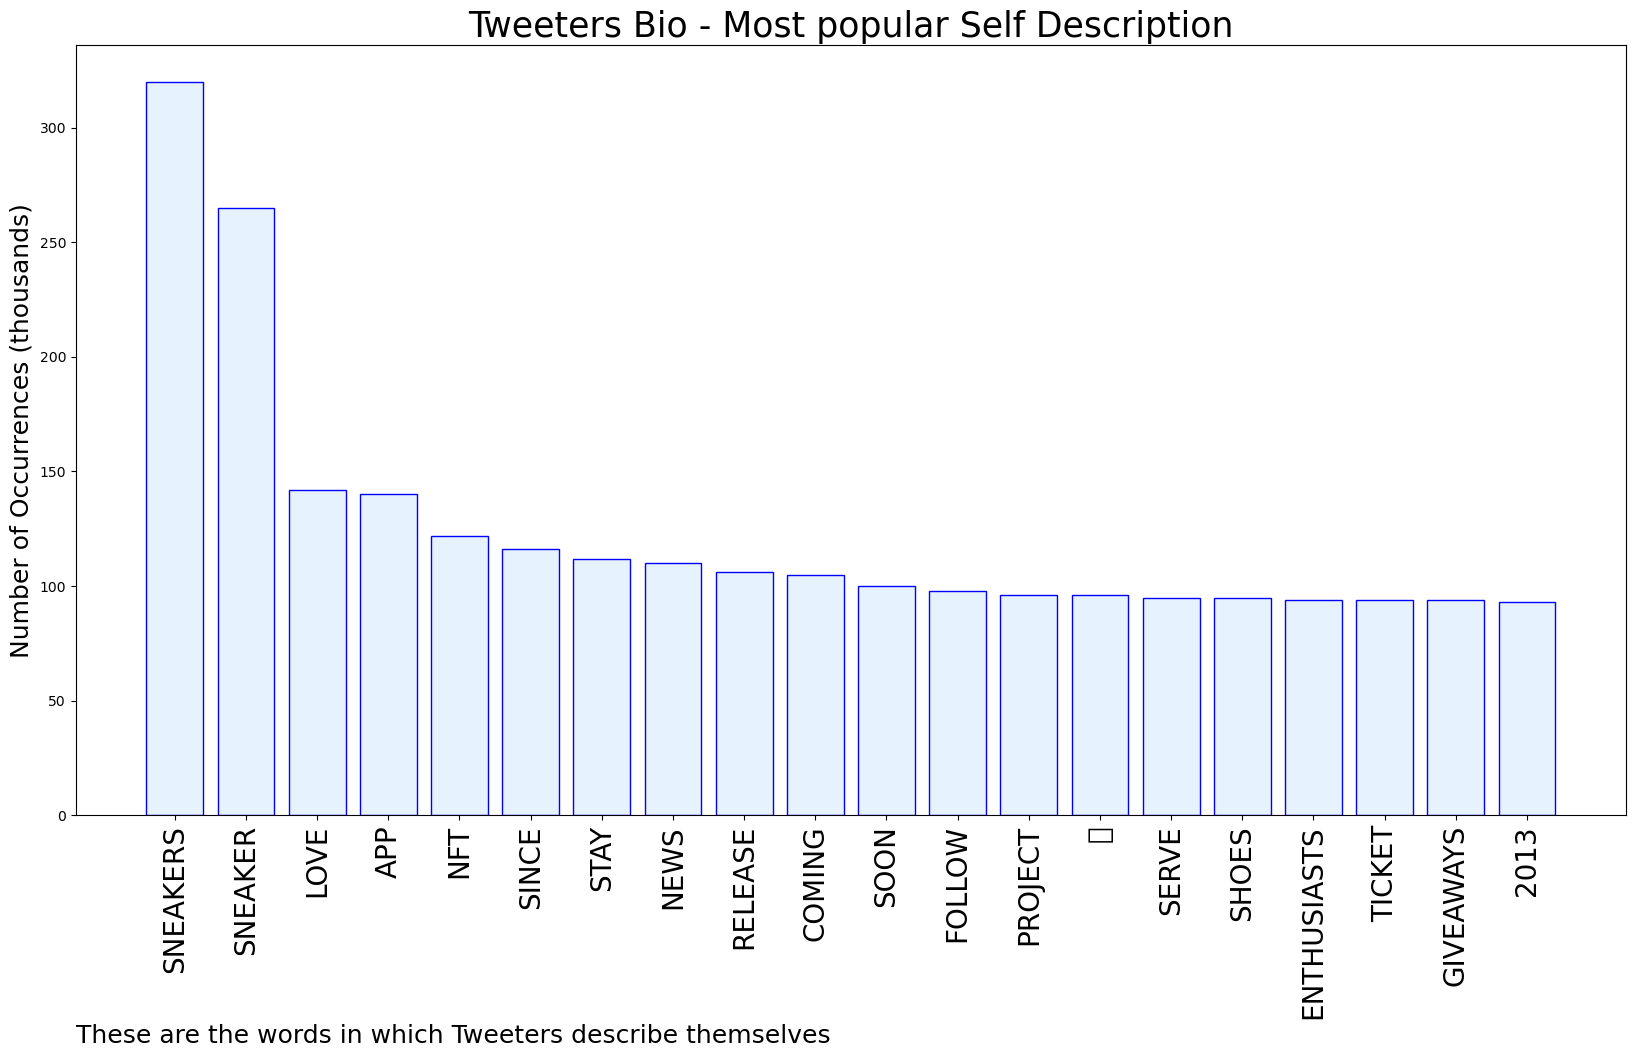 Tweeters Bio - Most popular Self Description
Number of Occurrences (thousands)
300
250
200
150
100
50
0
SNEAKERS
SNEAKER
LOVE
APP
NFT
SINCE
STAY
NEWS
RELEASE
COMING
SOON
FOLLOW
PROJECT
SERVE
SHOES
ENTHUSIASTS
TICKET
GIVEAWAYS
2013
These are the words in which Tweeters describe themselves